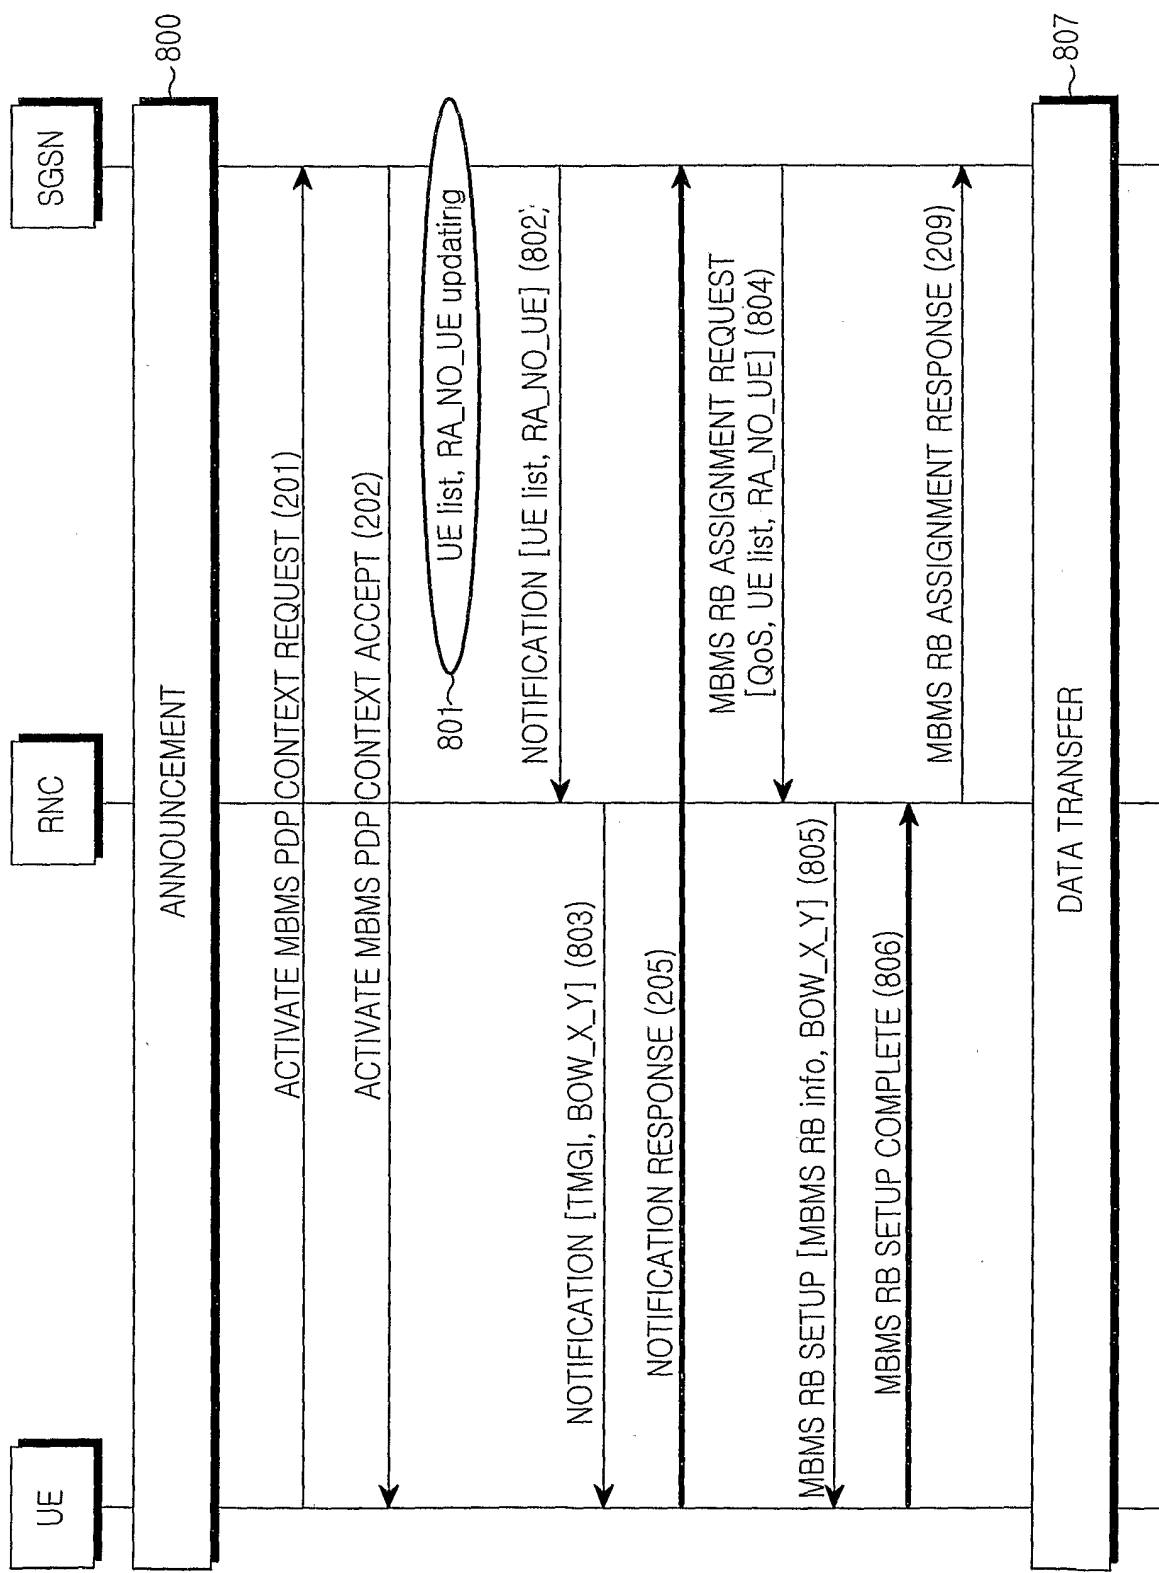 UE
RNC
SGSN
ANNOUNCEMENT
800
ACTIVATE MBMS PDP CONTEXT REQUEST (201)
ACTIVATE MBMS PDP CONTEXT ACCEPT (202)
UE list, RA_NO_UE updating
801
NOTIFICATION [UE list, RA_NO_UE] (802)
NOTIFICATION [TMGI, BOW_X_Y] (803)
NOTIFICATION RESPONSE (205)
MBMS RB ASSIGNMENT REQUEST
[QoS, UE list, RA_NO_UE] (804)
MBMS RB SETUP [MBMS RB info, BOW_X_Y] (805)
MBMS RB SETUP COMPLETE (806)
MBMS RB ASSIGNMENT RESPONSE (209)
DATA TRANSFER
807